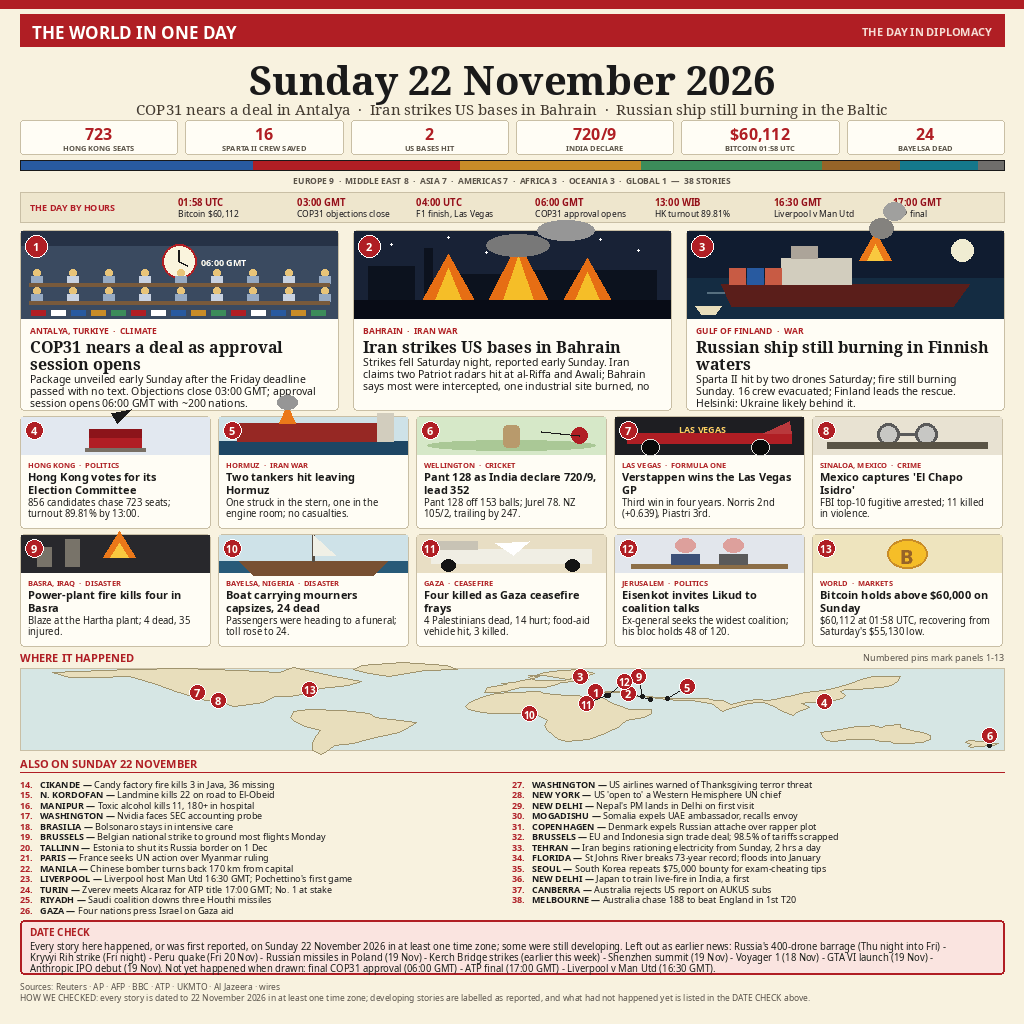 THE WORLD IN ONE DAY
THE DAY IN DIPLOMACY
Sunday 22 November 2026
COP31 nears a deal in Antalya · Iran strikes US bases in Bahrain · Russian ship still burning in the Baltic
723
HONG KONG SEATS
16
SPARTA II CREW SAVED
2
US BASES HIT
720/9
INDIA DECLARE
$60,112
BITCOIN 01:58 UTC
24
BAYELSA DEAD
EUROPE 9 · MIDDLE EAST 8 · ASIA 7 · AMERICAS 7 · AFRICA 3 · OCEANIA 3 · GLOBAL 1 — 38 STORIES
THE DAY BY HOURS
01:58 UTC
Bitcoin $60,112
03:00 GMT
COP31 objections close
04:00 UTC
F1 finish, Las Vegas
06:00 GMT
COP31 approval opens
13:00 WIB
HK turnout 89.81%
16:30 GMT
Liverpool v Man Utd
17:00 GMT
final
1
06:00 GMT
ANTALYA, TURKIYE · CLIMATE
COP31 nears a deal as approval
session opens
Package unveiled early Sunday after the Friday deadline
passed with no text. Objections close 03:00 GMT; approval
session opens 06:00 GMT with ~200 nations.
2
BAHRAIN · IRAN WAR
Iran strikes US bases in Bahrain
Strikes fell Saturday night, reported early Sunday. Iran
claims two Patriot radars hit at al-Riffa and Awali; Bahrain
says most were intercepted, one industrial site burned, no
3
GULF OF FINLAND · WAR
Russian ship still burning in Finnish
waters
Sparta II hit by two drones Saturday; fire still burning
Sunday. 16 crew evacuated; Finland leads the rescue.
Helsinki: Ukraine likely behind it.
4
HONG KONG · POLITICS
Hong Kong votes for its
Election Committee
856 candidates chase 723 seats;
turnout 89.81% by 13:00.
5
HORMUZ · IRAN WAR
Two tankers hit leaving
Hormuz
One struck in the stern, one in the
engine room; no casualties.
6
WELLINGTON · CRICKET
Pant 128 as India declare 720/9,
lead 352
Pant 128 off 153 balls; Jurel 78. NZ
105/2, trailing by 247.
7
LAS VEGAS
LAS VEGAS · FORMULA ONE
Verstappen wins the Las Vegas
GP
Third win in four years. Norris 2nd
(+0.639), Piastri 3rd.
8
SINALOA, MEXICO · CRIME
Mexico captures 'El Chapo
Isidro'
FBI top-10 fugitive arrested; 11 killed
in violence.
9
BASRA, IRAQ · DISASTER
Power-plant fire kills four in
Basra
Blaze at the Hartha plant; 4 dead, 35
injured.
10
BAYELSA, NIGERIA · DISASTER
Boat carrying mourners
capsizes, 24 dead
Passengers were heading to a funeral;
toll rose to 24.
11
GAZA · CEASEFIRE
Four killed as Gaza ceasefire
frays
4 Palestinians dead, 14 hurt; food-aid
vehicle hit, 3 killed.
12
JERUSALEM · POLITICS
Eisenkot invites Likud to
coalition talks
Ex-general seeks the widest coalition;
his bloc holds 48 of 120.
13
B
WORLD · MARKETS
Bitcoin holds above $60,000 on
Sunday
$60,112 at 01:58 UTC, recovering from
Saturday's $55,130 low.
WHERE IT HAPPENED
Numbered pins mark panels 1-13
7
8
13
10
3
1
11
12
2
9
5
4
6
ALSO ON SUNDAY 22 NOVEMBER
14. CIKANDE — Candy factory fire kills 3 in Java, 36 missing
15. N. KORDOFAN — Landmine kills 22 on road to El-Obeid
16. MANIPUR — Toxic alcohol kills 11, 180+ in hospital
17. WASHINGTON — Nvidia faces SEC accounting probe
18. BRASILIA — Bolsonaro stays in intensive care
19. BRUSSELS — Belgian national strike to ground most flights Monday
20. TALLINN — Estonia to shut its Russia border on 1 Dec
21. PARIS — France seeks UN action over Myanmar ruling
22. MANILA — Chinese bomber turns back 170 km from capital
23. LIVERPOOL — Liverpool host Man Utd 16:30 GMT; Pochettino's first game
24. TURIN — Zverev meets Alcaraz for ATP title 17:00 GMT; No. 1 at stake
25. RIYADH — Saudi coalition downs three Houthi missiles
26. GAZA — Four nations press Israel on Gaza aid
27. WASHINGTON — US airlines warned of Thanksgiving terror threat
28. NEW YORK — US 'open to' a Western Hemisphere UN chief
29. NEW DELHI — Nepal's PM lands in Delhi on first visit
30. MOGADISHU — Somalia expels UAE ambassador, recalls envoy
31. COPENHAGEN — Denmark expels Russian attache over rapper plot
32. BRUSSELS — EU and Indonesia sign trade deal; 98.5% of tariffs scrapped
33. TEHRAN — Iran begins rationing electricity from Sunday, 2 hrs a day
34. FLORIDA — St Johns River breaks 73-year record; floods into January
35. SEOUL — South Korea repeats $75,000 bounty for exam-cheating tips
36. NEW DELHI — Japan to train live-fire in India, a first
37. CANBERRA — Australia rejects US report on AUKUS subs
38. MELBOURNE — Australia chase 188 to beat England in 1st T20
DATE CHECK
Every story here happened, or was first reported, on Sunday 22 November 2026 in at least one time zone; some were still developing. Left out as earlier news: Russia's 400-drone barrage (Thu night into Fri) -
Kryvyi Rih strike (Fri night) - Peru quake (Fri 20 Nov) - Russian missiles in Poland (19 Nov) - Kerch Bridge strikes (earlier this week) - Shenzhen summit (19 Nov) - Voyager 1 (18 Nov) - GTA VI launch (19 Nov) -
Anthropic IPO debut (19 Nov). Not yet happened when drawn: final COP31 approval (06:00 GMT) - ATP final (17:00 GMT) - Liverpool v Man Utd (16:30 GMT).
Sources: Reuters · AP · AFP · BBC · ATP · UKMTO · Al Jazeera · wires
HOW WE CHECKED: every story is dated to 22 November 2026 in at least one time zone; developing stories are labelled as reported, and what had not happened yet is listed in the DATE CHECK above.